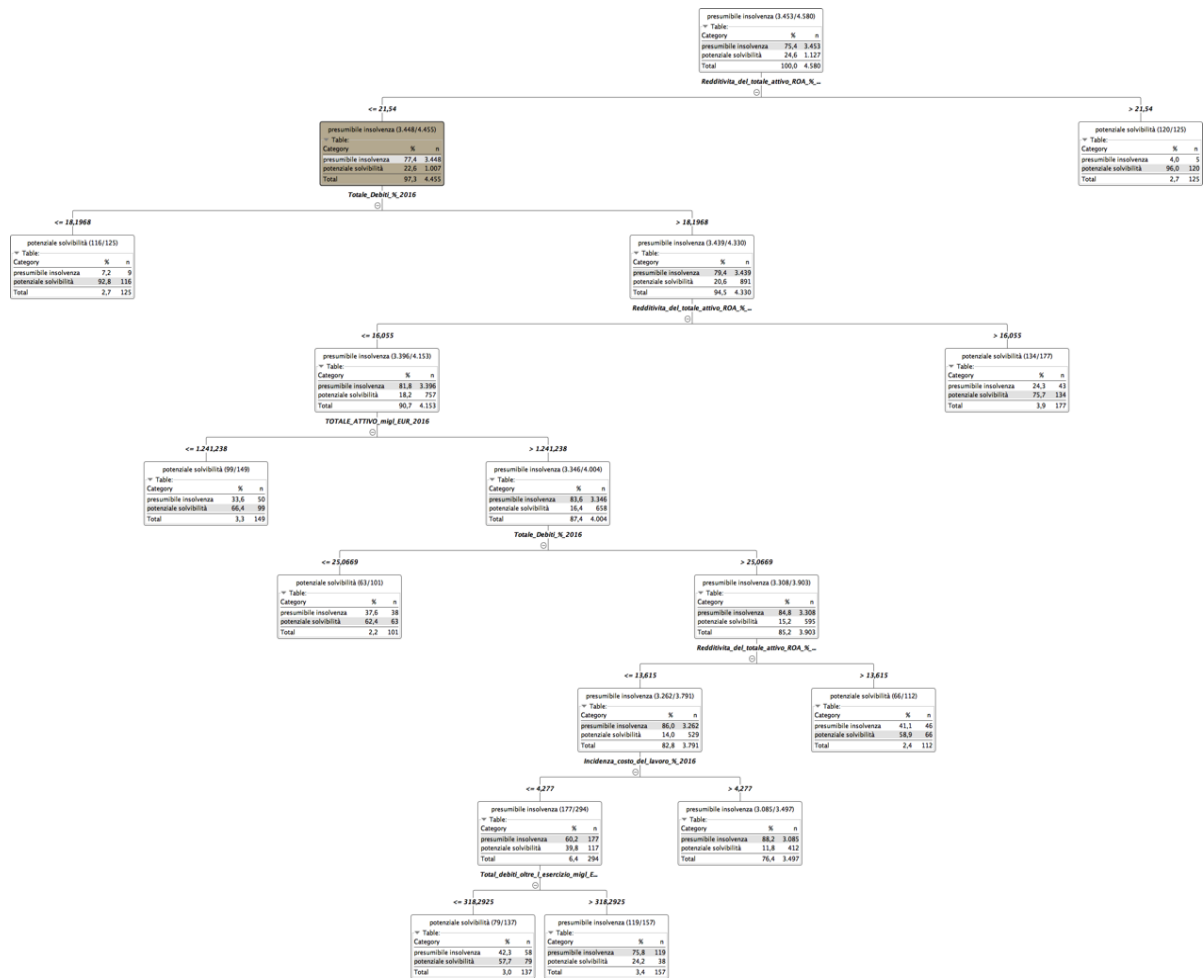 presumibile insolvenza (3.453/4.580)
Table:
Category % n
presumibile insolvenza 75,4 3.453
potenziale solvibilità 24,6 1.127
Total 100,0 4.580
Redditivita_del_totale_attivo_ROA_%_...
<= 21,54
> 21,54
presumibile insolvenza (3.448/4.455)
Table:
Category % n
presumibile insolvenza 77,4 3.448
potenziale solvibilità 22,6 1.007
Total 97,3 4.455
Totale_Debiti_%_2016
potenziale solvibilità (120/125)
Table:
Category % n
presumibile insolvenza 4,0 5
potenziale solvibilità 96,0 120
Total 2,7 125
<= 18,1968
> 18,1968
potenziale solvibilità (116/125)
Table:
Category % n
presumibile insolvenza 7,2 9
potenziale solvibilità 92,8 116
Total 2,7 125
presumibile insolvenza (3.439/4.330)
Table:
Category % n
presumibile insolvenza 79,4 3.439
potenziale solvibilità 20,6 891
Total 94,5 4.330
Redditivita_del_totale_attivo_ROA_%_...
<= 16,055
> 16,055
presumibile insolvenza (3.396/4.153)
Table:
Category % n
presumibile insolvenza 81,8 3.396
potenziale solvibilità 18,2 757
Total 90,7 4.153
TOTALE_ATTIVO_migl_EUR_2016
potenziale solvibilità (134/177)
Table:
Category % n
presumibile insolvenza 24,3 43
potenziale solvibilità 75,7 134
Total 3,9 177
<= 1.241,238
> 1.241,238
potenziale solvibilità (99/149)
Table:
Category % n
presumibile insolvenza 33,6 50
potenziale solvibilità 66,4 99
Total 3,3 149
presumibile insolvenza (3.346/4.004)
Table:
Category % n
presumibile insolvenza 83,6 3.346
potenziale solvibilità 16,4 658
Total 87,4 4.004
Totale_Debiti_%_2016
<= 25,0669
> 25,0669
potenziale solvibilità (63/101)
Table:
Category % n
presumibile insolvenza 37,6 38
potenziale solvibilità 62,4 63
Total 2,2 101
presumibile insolvenza (3.308/3.903)
Table:
Category % n
presumibile insolvenza 84,8 3.308
potenziale solvibilità 15,2 595
Total 85,2 3.903
Redditivita_del_totale_attivo_ROA_%_...
<= 13,615
> 13,615
presumibile insolvenza (3.262/3.791)
Table:
Category % n
presumibile insolvenza 86,0 3.262
potenziale solvibilità 14,0 529
Total 82,8 3.791
Incidenza_costo_del_lavoro_%_2016
potenziale solvibilità (66/112)
Table:
Category % n
presumibile insolvenza 41,1 46
potenziale solvibilità 58,9 66
Total 2,4 112
<= 4,277
> 4,277
presumibile insolvenza (177/294)
Table:
Category % n
presumibile insolvenza 60,2 177
potenziale solvibilità 39,8 117
Total 6,4 294
Total_debiti_oltre_l_esercizio_migl_E...
presumibile insolvenza (3.085/3.497)
Table:
Category % n
presumibile insolvenza 88,2 3.085
potenziale solvibilità 11,8 412
Total 76,4 3.497
<= 318,2925
> 318,2925
potenziale solvibilità (79/137)
Table:
Category % n
presumibile insolvenza 42,3 58
potenziale solvibilità 57,7 79
Total 3,0 137
presumibile insolvenza (119/157)
Table:
Category % n
presumibile insolvenza 75,8 119
potenziale solvibilità 24,2 38
Total 3,4 157